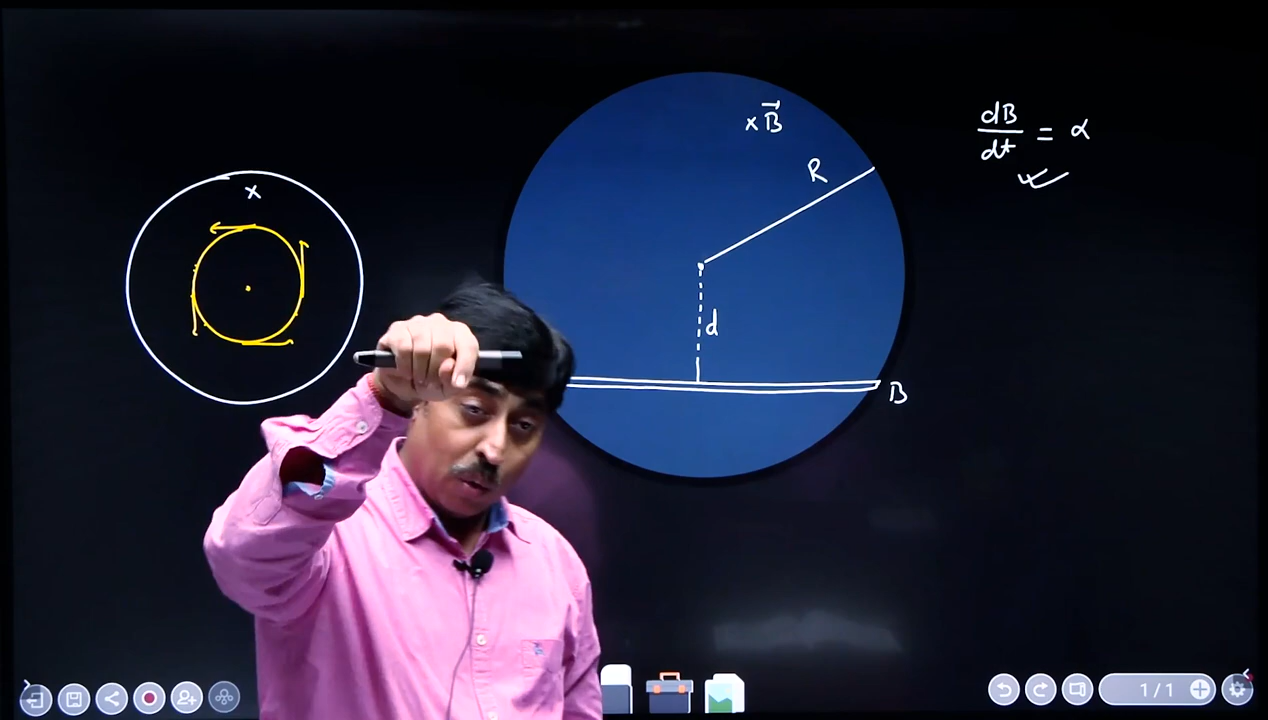 x
x B⃗
R
d
B
dB/dt = α
1/1